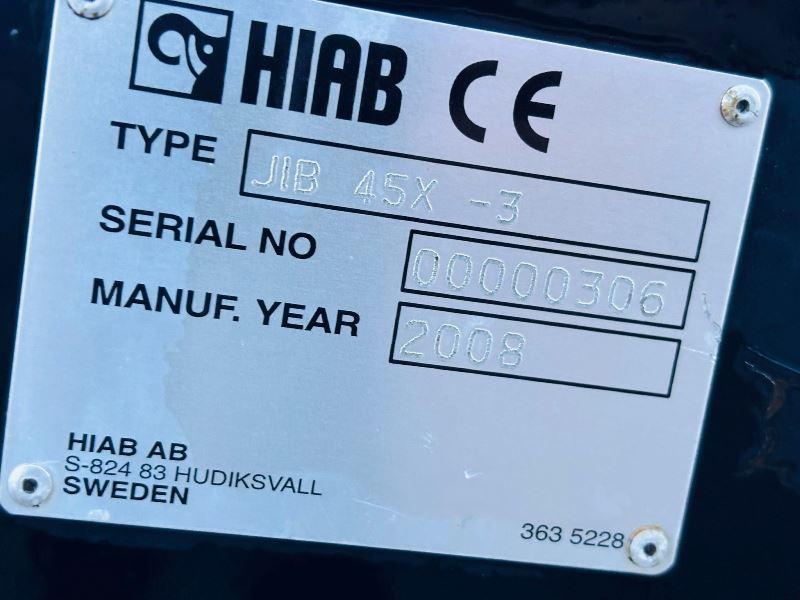 HIAB CE
TYPE JIB 45X -3
SERIAL NO 00000306
MANUF. YEAR 2008
HIAB AB
S-824 83 HUDIKSVALL
SWEDEN
363 5228